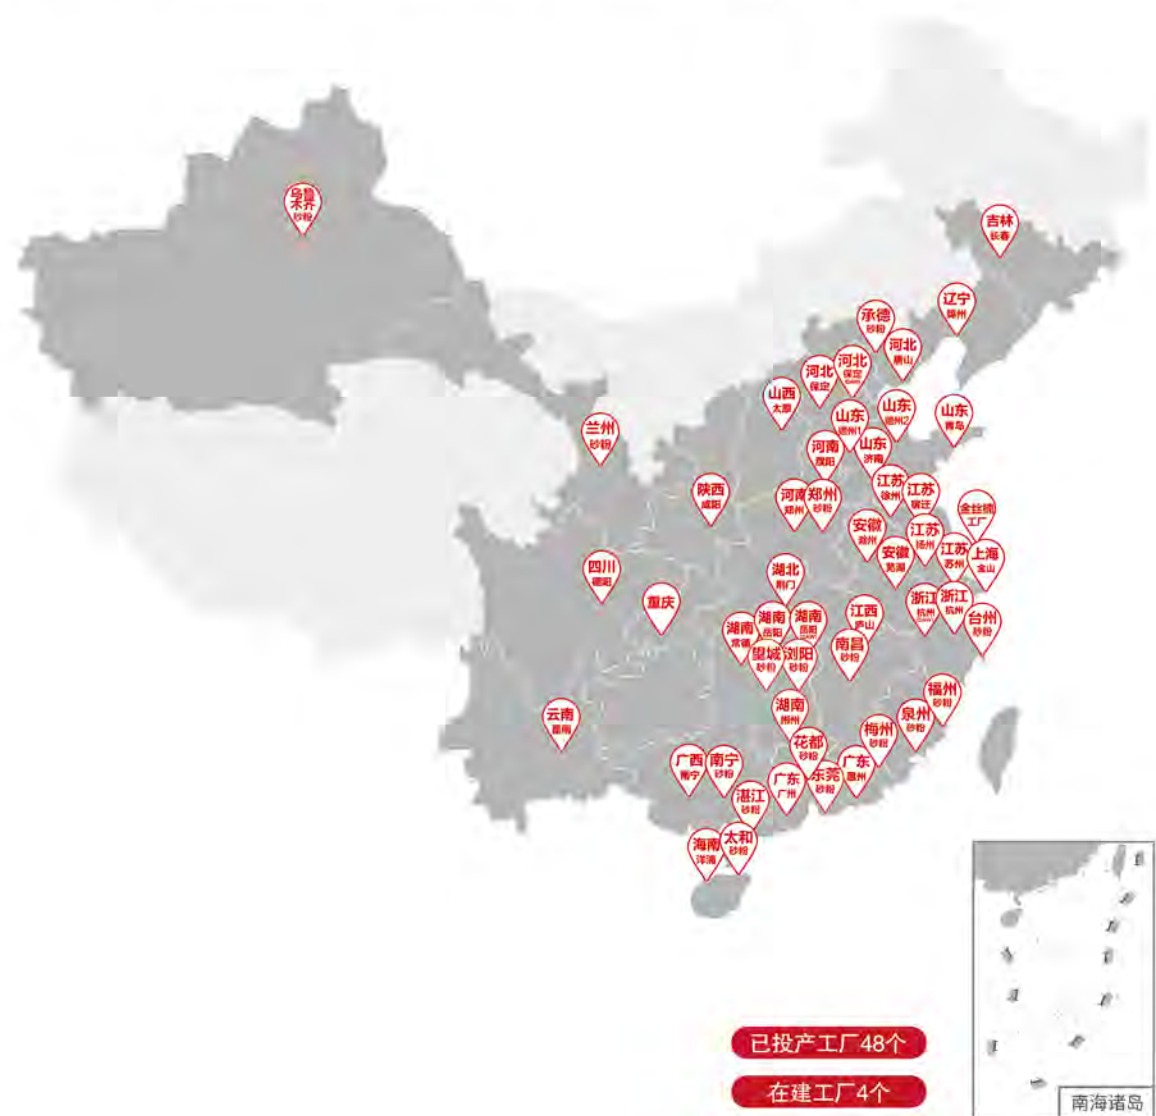 乌鲁
木齐
砂粉
吉林
长春
辽宁
锦州
承德
砂粉
河北
唐山
河北
保定
河北
保定
山西
太原
山东
德州1
山东
德州2
山东
青岛
兰州
砂粉
河南
濮阳
山东
济南
陕西
咸阳
河南
郑州
郑州
砂粉
江苏
徐州
江苏
宿迁
金丝楠
工厂
安徽
滁州
江苏
扬州
安徽
芜湖
江苏
苏州
上海
金山
四川
德阳
湖北
荆门
重庆
浙江
杭州
浙江
杭州
台州
砂粉
湖南
常德
湖南
岳阳
湖南
岳阳
江西
庐山
望城
砂粉
浏阳
砂粉
南昌
砂粉
云南
昆明
湖南
郴州
福州
砂粉
泉州
砂粉
梅州
砂粉
花都
砂粉
广西
南宁
南宁
砂粉
广东
广州
东莞
砂粉
广东
惠州
湛江
砂粉
海南
洋浦
太和
砂粉
已投产工厂48个
在建工厂4个
南海诸岛